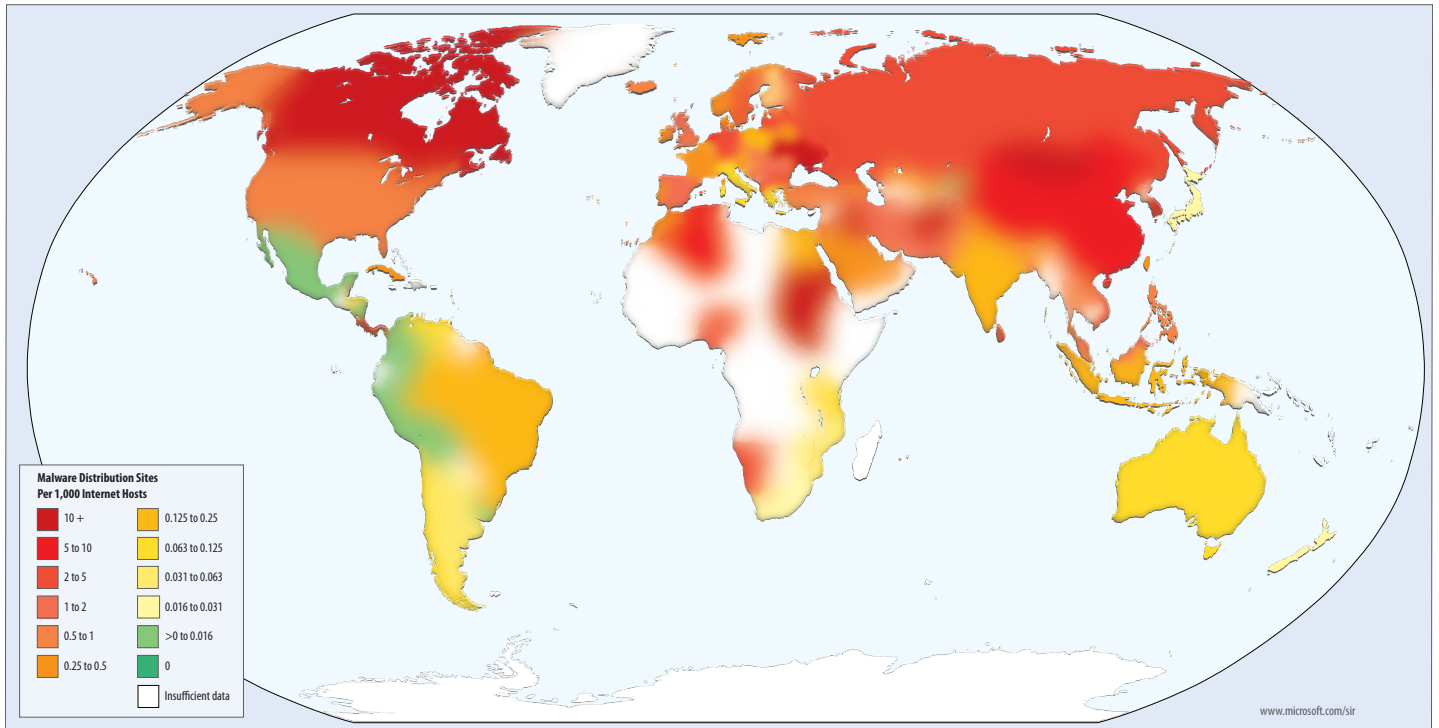 Malware Distribution Sites
Per 1,000 Internet Hosts
10 +
5 to 10
2 to 5
1 to 2
0.5 to 1
0.25 to 0.5
0.125 to 0.25
0.063 to 0.125
0.031 to 0.063
0.016 to 0.031
>0 to 0.016
0
Insufficient data
www.microsoft.com/sir